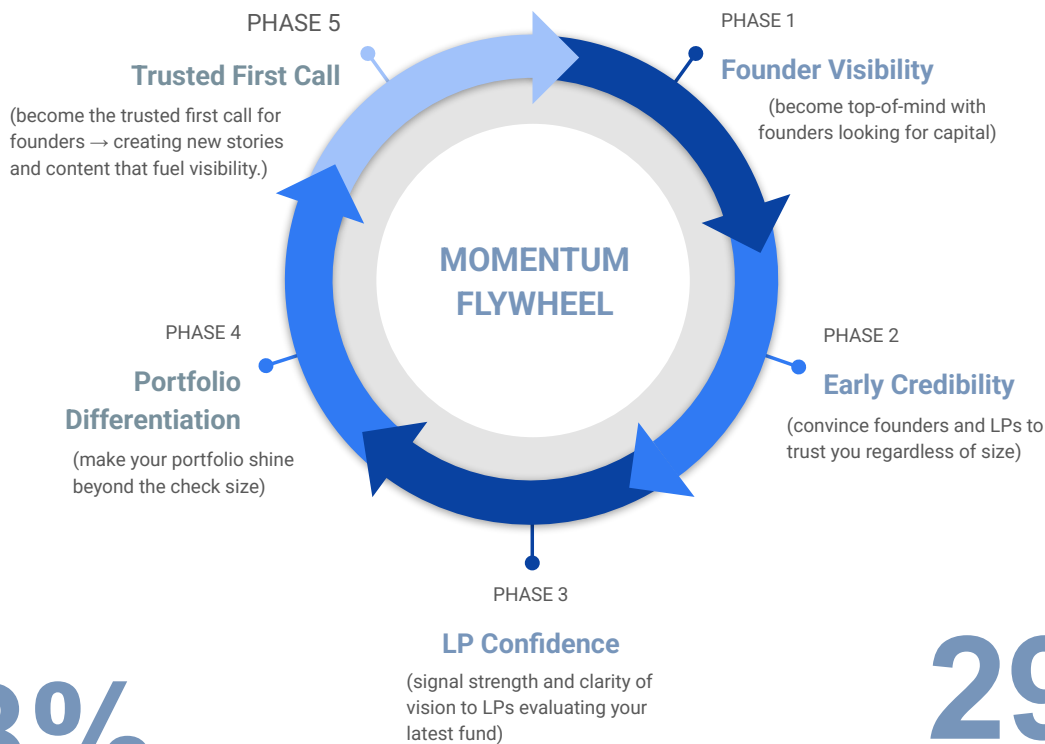 PHASE 5
Trusted First Call
(become the trusted first call for
founders → creating new stories
and content that fuel visibility.)
PHASE 1
Founder Visibility
(become top-of-mind with
founders looking for capital)
MOMENTUM
FLYWHEEL
PHASE 4
Portfolio
Differentiation
(make your portfolio shine
beyond the check size)
PHASE 2
Early Credibility
(convince founders and LPs to
trust you regardless of size)
PHASE 3
LP Confidence
(signal strength and clarity of
vision to LPs evaluating your
latest fund)
%
29